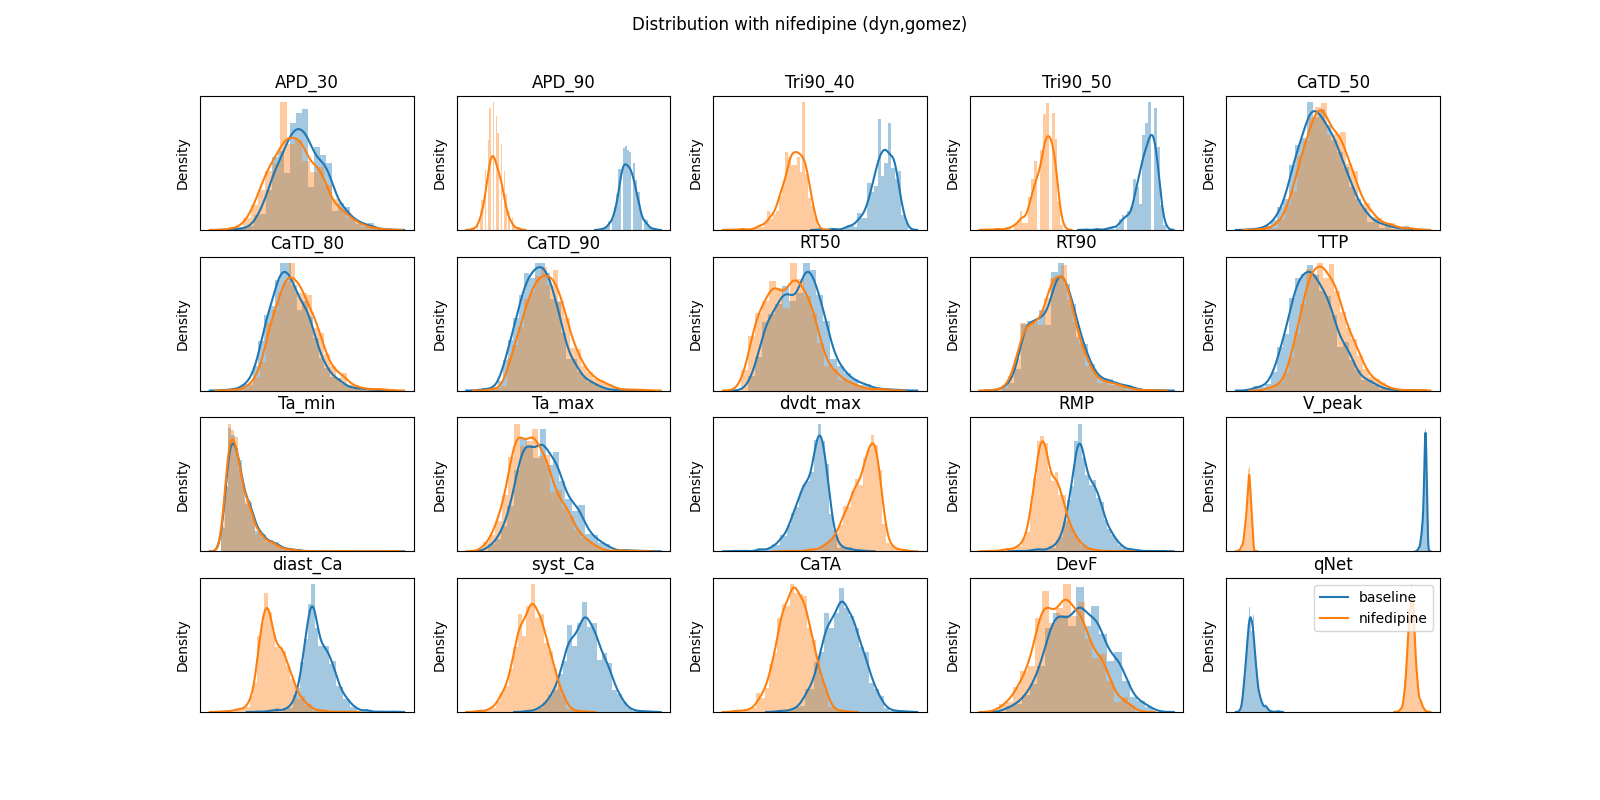 Distribution with nifedipine (dyn,gomez)
APD_30
APD_90
Tri90_40
Tri90_50
CaTD_50
Density
Density
Density
Density
Density
CaTD_80
CaTD_90
RT50
RT90
TTP
Density
Density
Density
Density
Density
Ta_min
Ta_max
dvdt_max
RMP
V_peak
Density
Density
Density
Density
Density
diast_Ca
syst_Ca
CaTA
DevF
qNet
Density
Density
Density
Density
Density
baseline
nifedipine